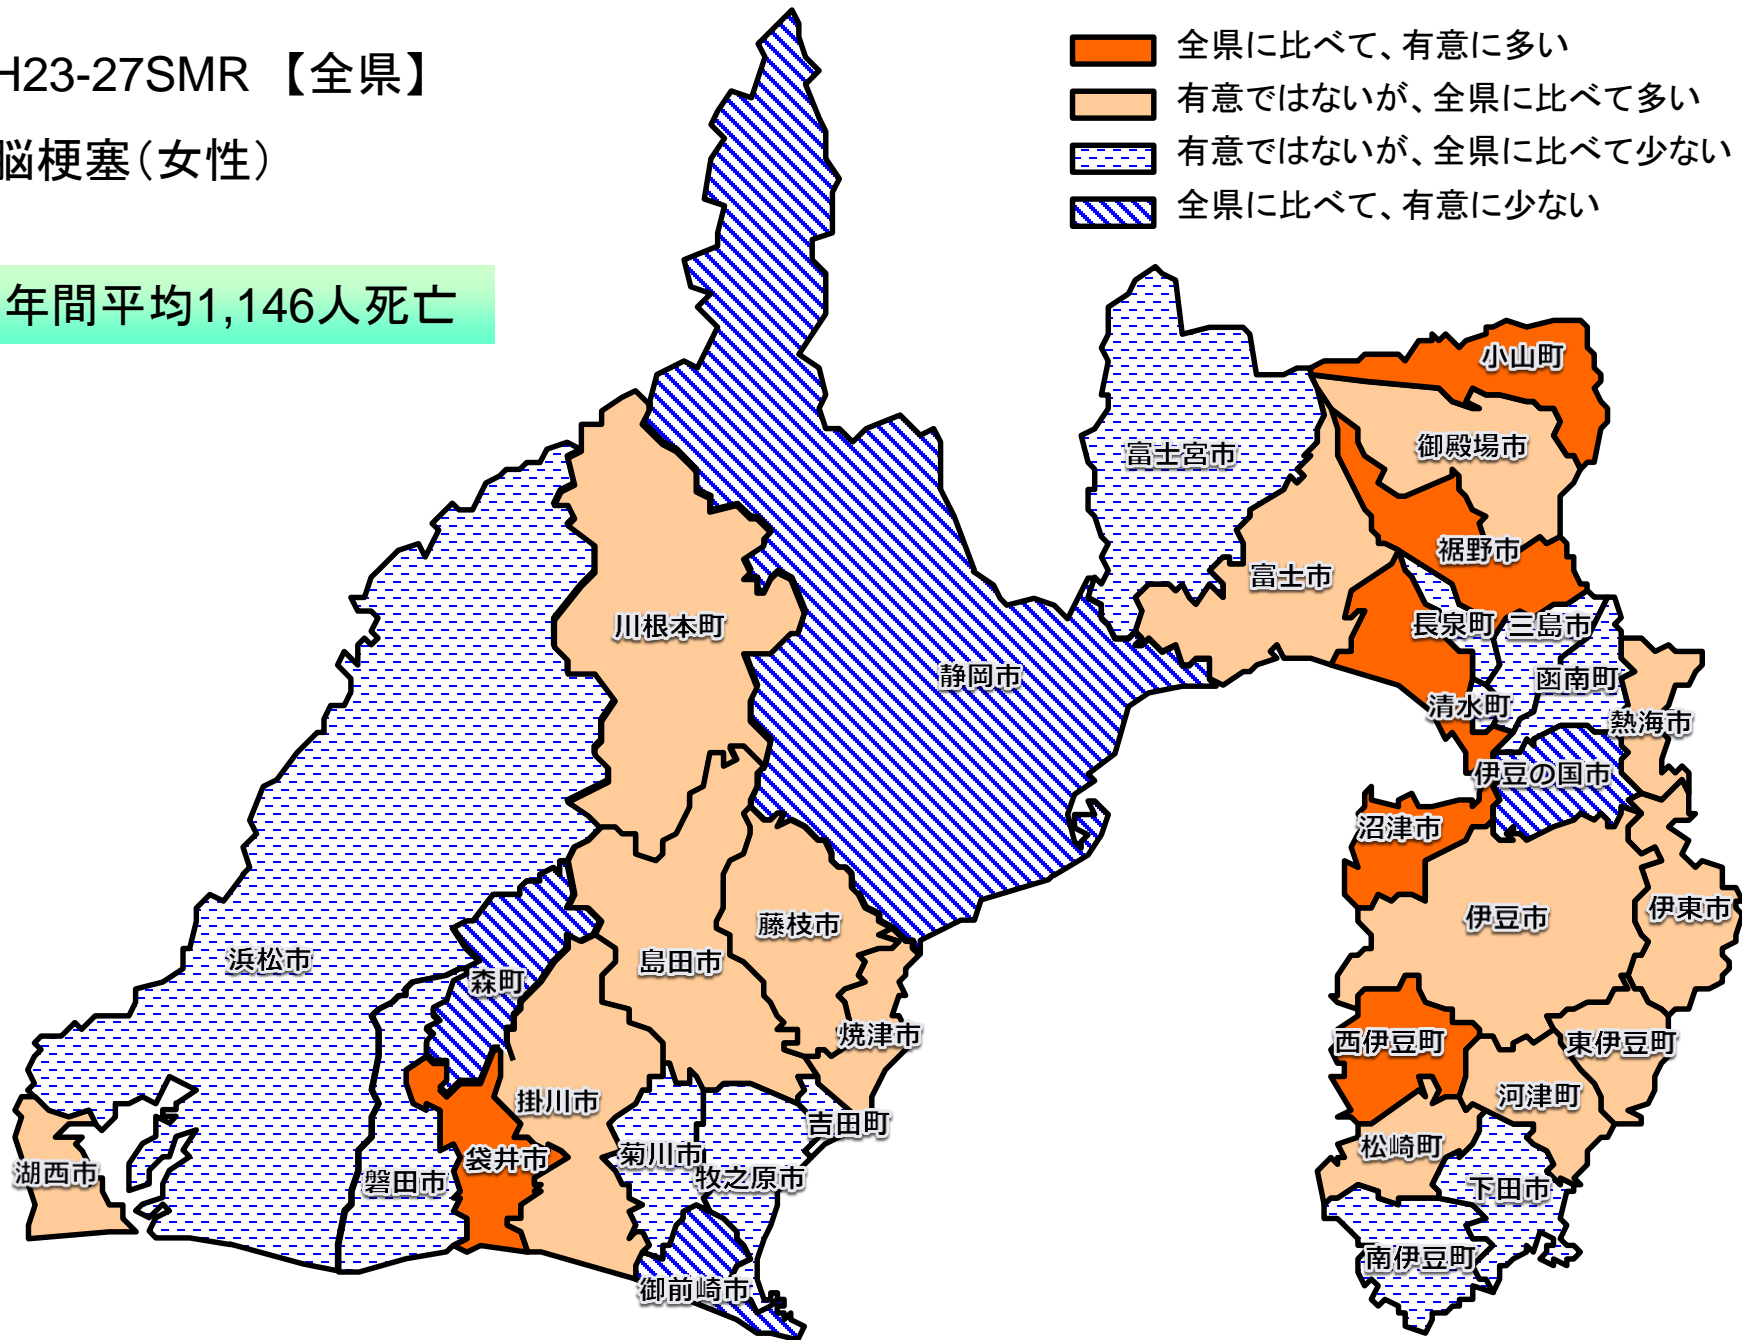 H23-27SMR 【全県】
脳梗塞（女性）
年間平均1,146人死亡
全県に比べて、有意に多い
有意ではないが、全県に比べて多い
有意ではないが、全県に比べて少ない
全県に比べて、有意に少ない
小山町
御殿場市
富士宮市
裾野市
富士市
長泉町
三島市
川根本町
静岡市
函南町
清水町
熱海市
伊豆の国市
沼津市
伊豆市
伊東市
藤枝市
島田市
浜松市
森町
焼津市
西伊豆町
東伊豆町
河津町
掛川市
吉田町
松崎町
袋井市
菊川市
湖西市
磐田市
牧之原市
下田市
南伊豆町
御前崎市